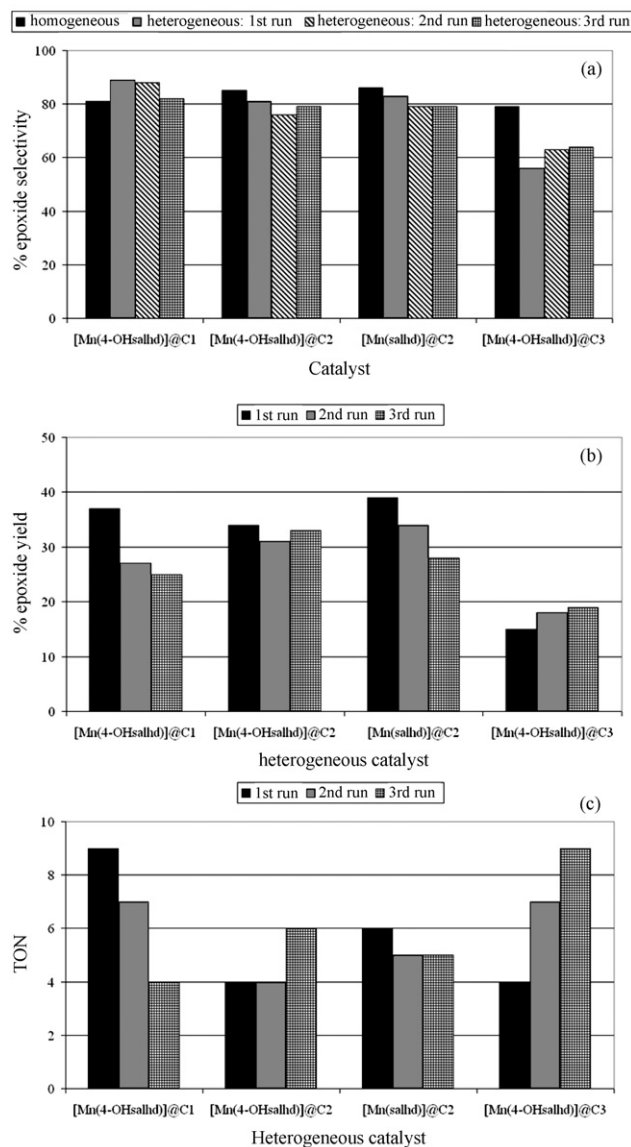 homogeneous heterogeneous: 1st run heterogeneous: 2nd run heterogeneous: 3rd run
(a)
100
80
60
40
20
0
% epoxide selectivity
[Mn(4-OHsalhd)]@C1 [Mn(4-OHsalhd)]@C2 [Mn(salhd)]@C2 [Mn(4-OHsalhd)]@C3
Catalyst
1st run 2nd run 3rd run
(b)
50
40
30
20
10
0
% epoxide yield
[Mn(4-OHsalhd)]@C1 [Mn(4-OHsalhd)]@C2 [Mn(salhd)]@C2 [Mn(4-OHsalhd)]@C3
heterogeneous catalyst
1st run 2nd run 3rd run
(c)
10
8
6
4
2
0
TON
[Mn(4-OHsalhd)]@C1 [Mn(4-OHsalhd)]@C2 [Mn(salhd)]@C2 [Mn(4-OHsalhd)]@C3
Heterogeneous catalyst